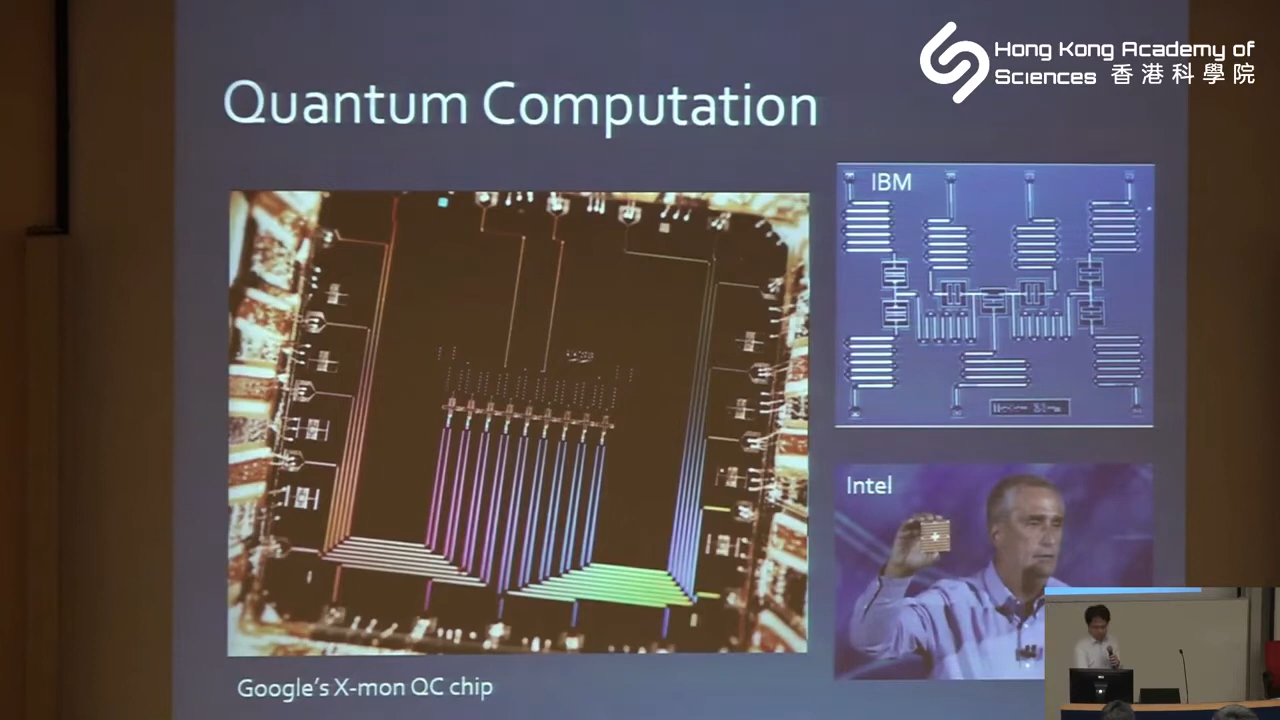 Hong Kong Academy of
Sciences 香港科學院
Quantum Computation
IBM
Intel
Google's X-mon QC chip